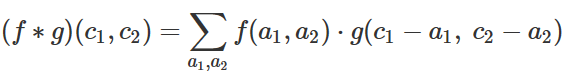 (f ∗ g)(c₁, c₂) = ∑_{a₁,a₂} f(a₁, a₂) · g(c₁ − a₁, c₂ − a₂)